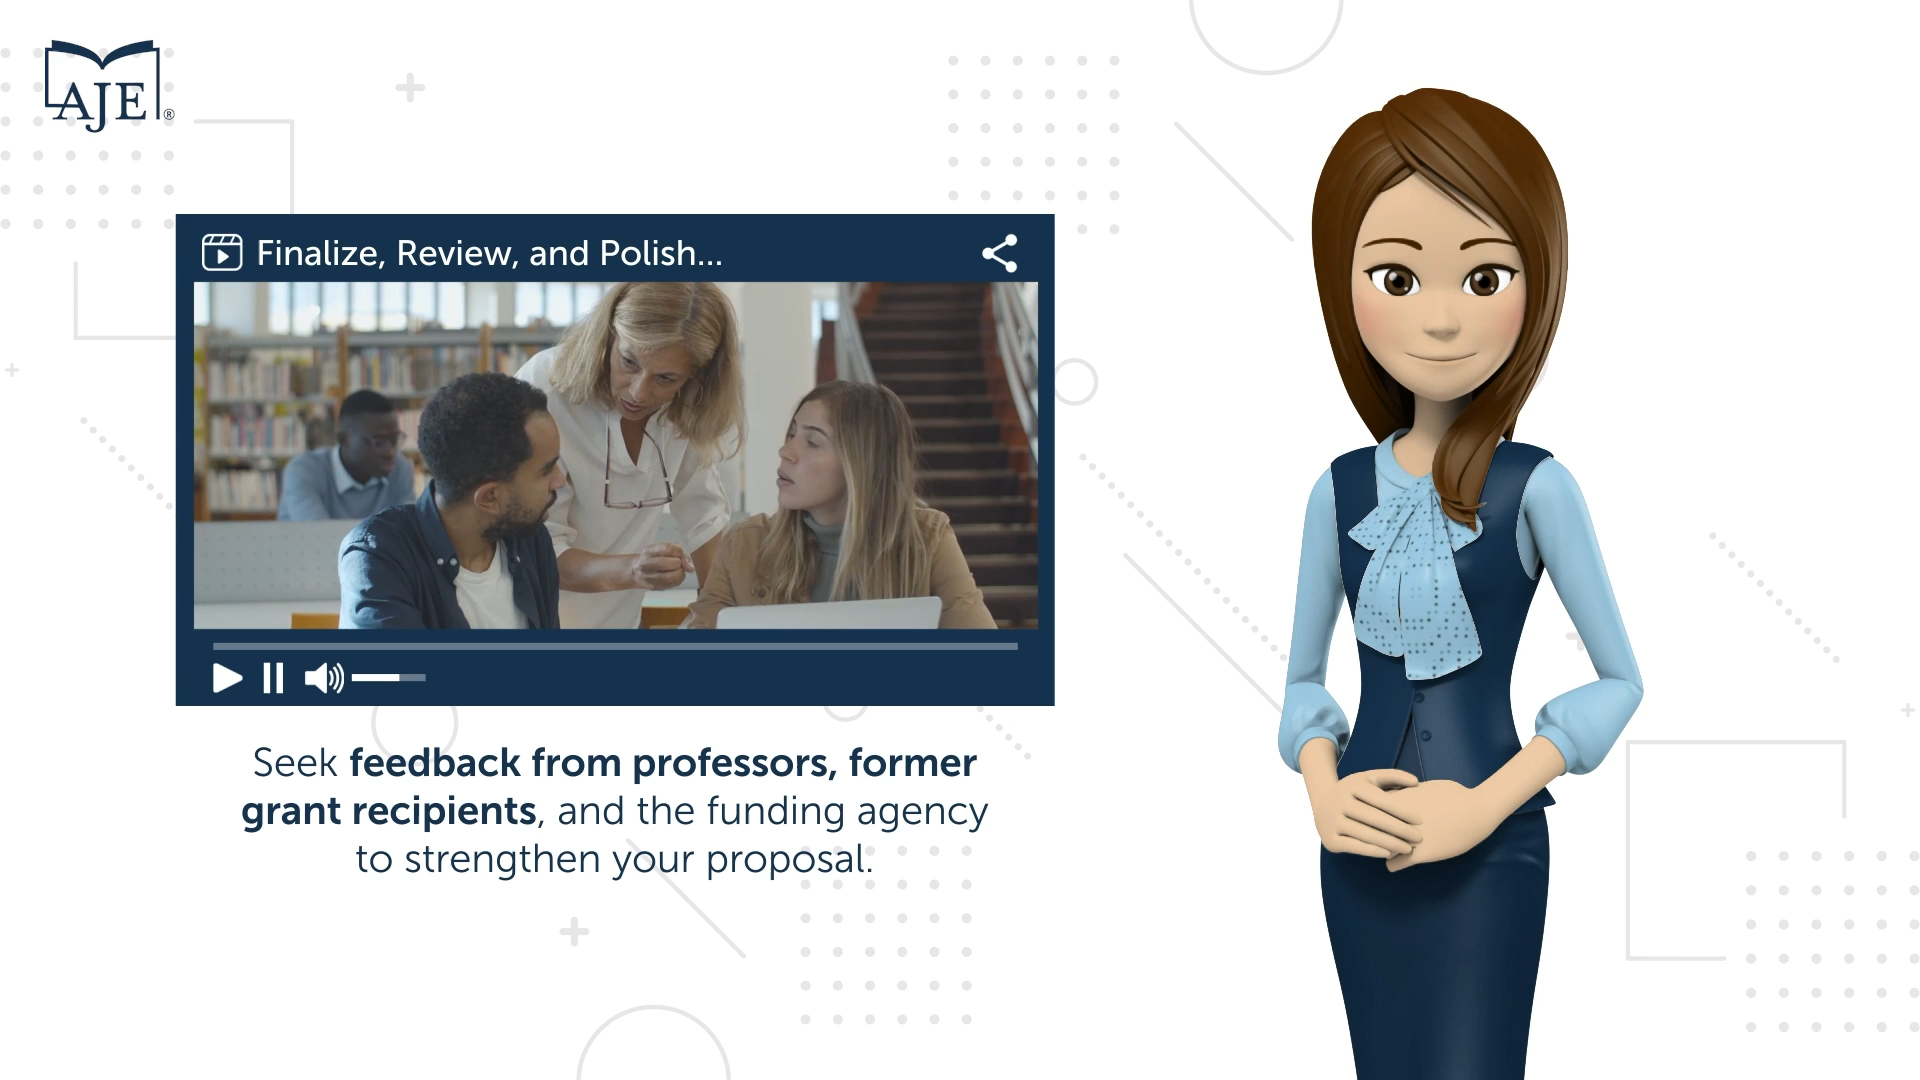 AJE®
Finalize, Review, and Polish...
Seek feedback from professors, former
grant recipients, and the funding agency
to strengthen your proposal.